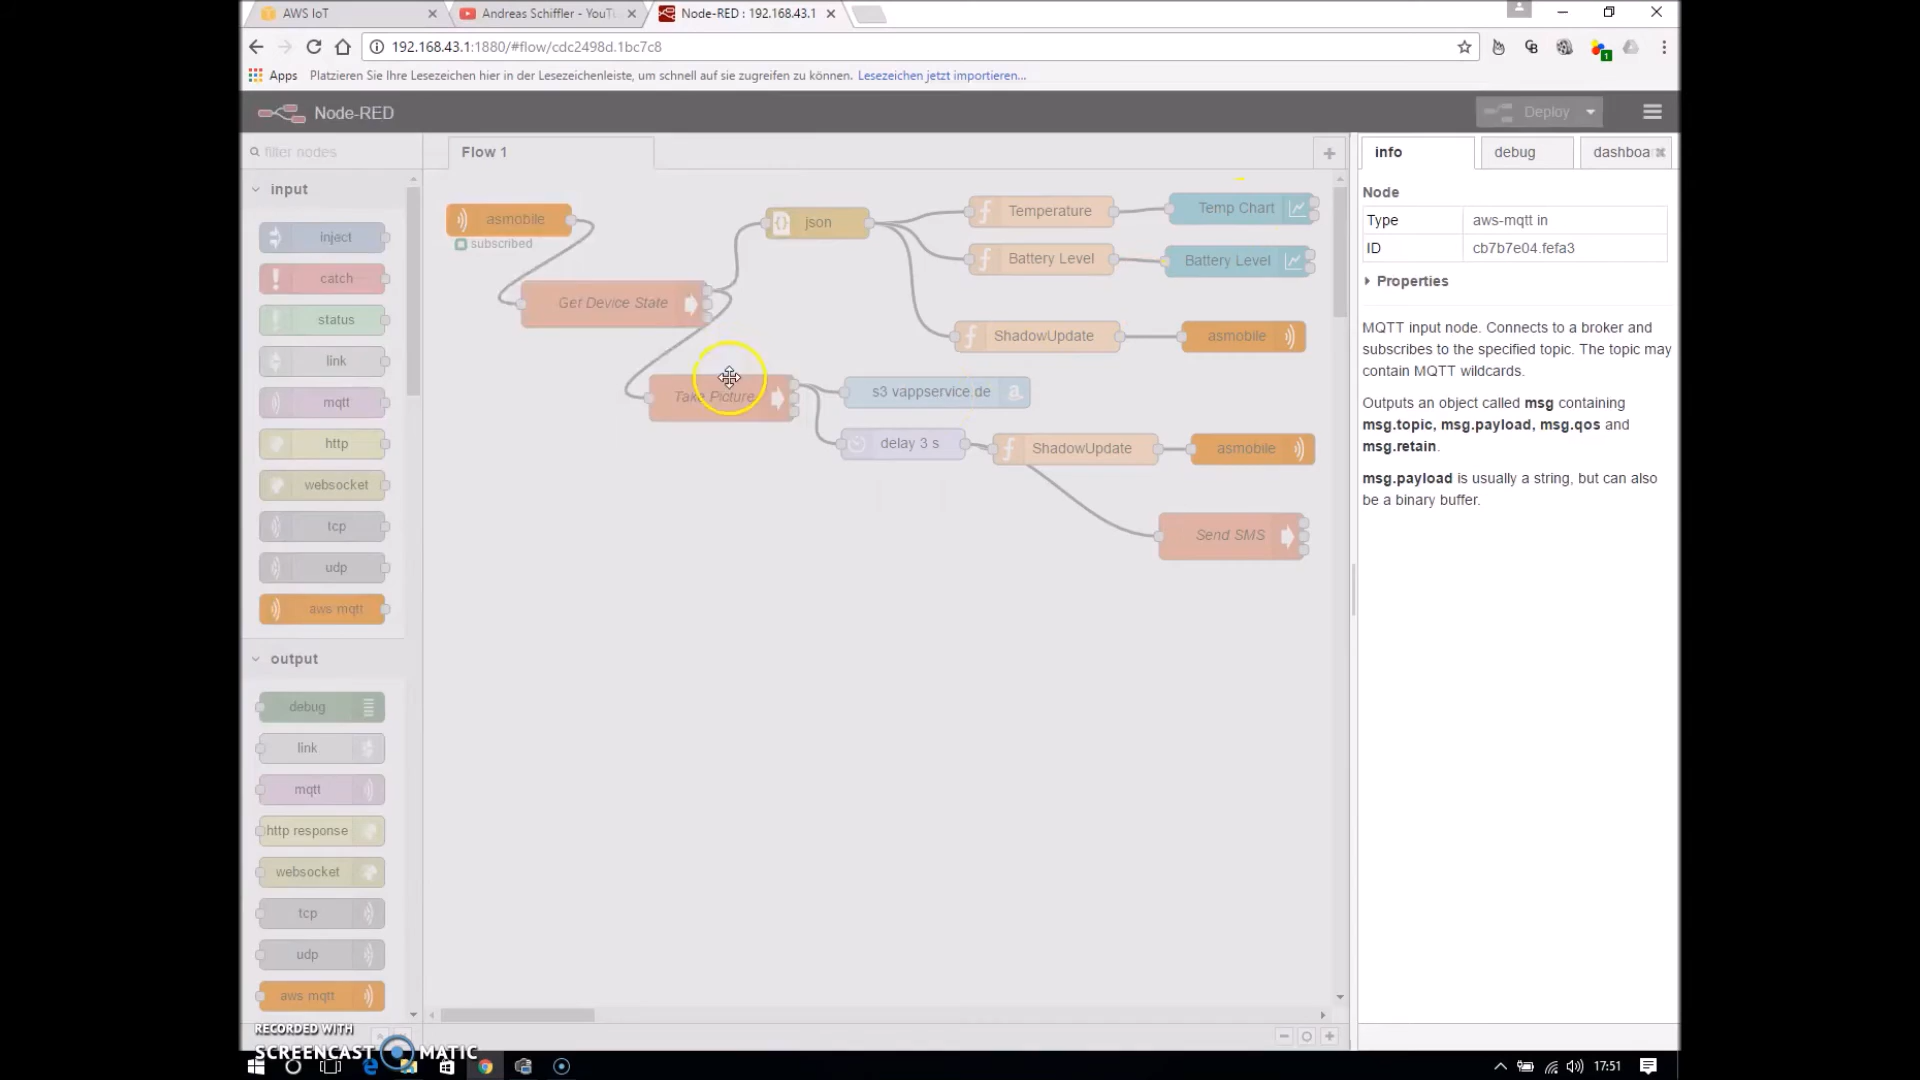 AWS IoT
Andreas Schiffler - YouTu
Node-RED : 192.168.43.1
192.168.43.1:1880/#flow/cdc2498d.1bc7c8
Apps Platzieren Sie Ihre Lesezeichen hier in der Lesezeichenleiste, um schnell auf sie zugreifen zu können. Lesezeichen jetzt importieren...
Node-RED
Deploy
filter nodes
input
inject
catch
status
link
mqtt
http
websocket
tcp
udp
aws mqtt
output
debug
link
mqtt
http response
websocket
tcp
udp
aws mqtt
Flow 1
asmobile
subscribed
Get Device State
json
Temperature
Temp Chart
Battery Level
Battery Level
ShadowUpdate
asmobile
Take Picture
s3 vappservice.de
delay 3 s
ShadowUpdate
asmobile
Send SMS
info
debug
dashboa
Node
Type aws-mqtt in
ID cb7b7e04.fefa3
Properties
MQTT input node. Connects to a broker and
subscribes to the specified topic. The topic may
contain MQTT wildcards.
Outputs an object called msg containing
msg.topic, msg.payload, msg.qos and
msg.retain.
msg.payload is usually a string, but can also
be a binary buffer.
RECORDED WITH
SCREENCAST MATIC
17:51